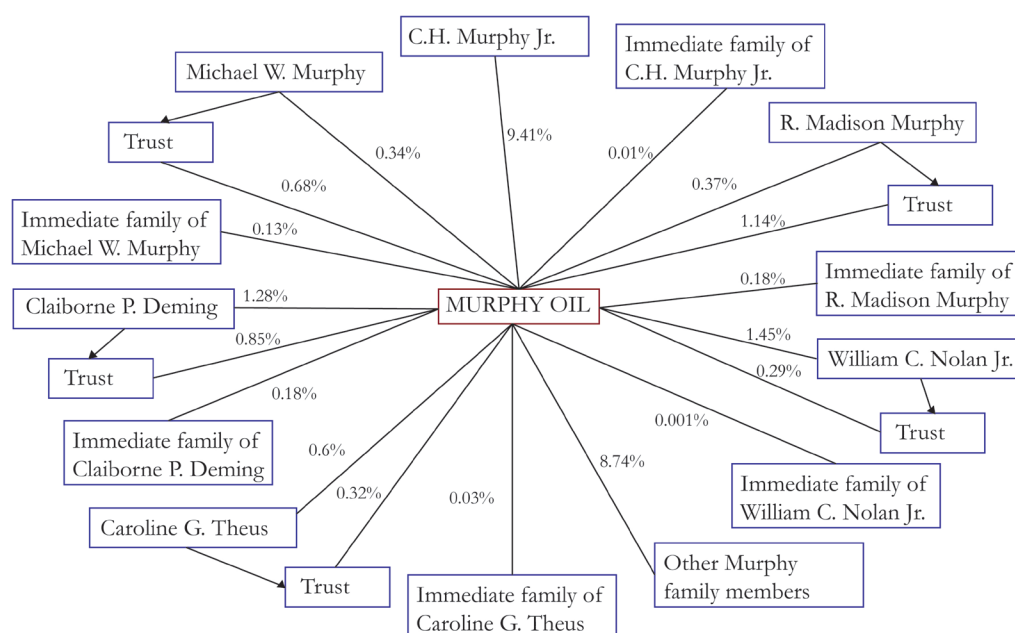 C.H. Murphy Jr.
Immediate family of
C.H. Murphy Jr.
Michael W. Murphy
R. Madison Murphy
Trust
9.41%
0.34%
0.01%
0.68%
0.37%
Trust
Immediate family of
Michael W. Murphy
0.13%
1.14%
Immediate family of
R. Madison Murphy
0.18%
Claiborne P. Deming
1.28%
MURPHY OIL
0.85%
1.45%
William C. Nolan Jr.
Trust
0.29%
0.18%
0.001%
Trust
Immediate family of
Claiborne P. Deming
0.6%
8.74%
Immediate family of
William C. Nolan Jr.
0.32%
0.03%
Caroline G. Theus
Other Murphy
family members
Trust
Immediate family of
Caroline G. Theus